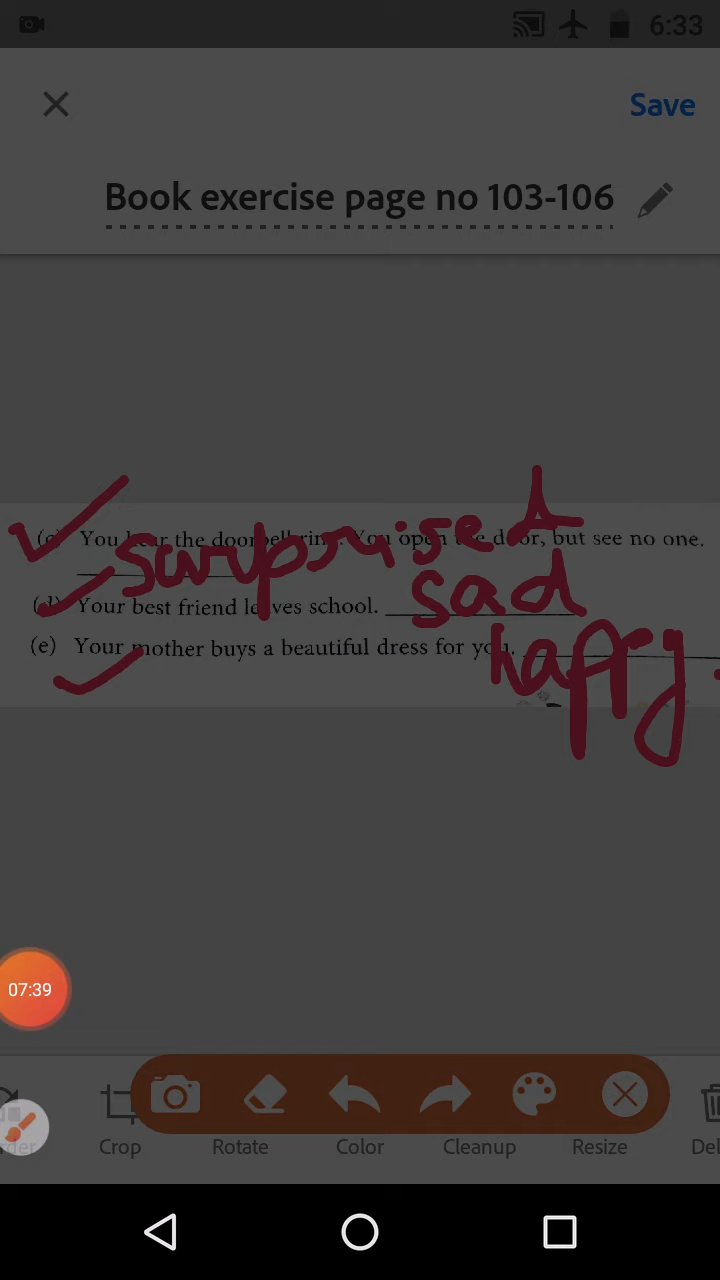 6:33
Save
Book exercise page no 103-106
(c) You hear the doorbell ring. You open the door, but see no one.
surprised
(d) Your best friend leaves school. sad
(e) Your mother buys a beautiful dress for you. happy.
07:39
Crop Rotate Color Cleanup Resize